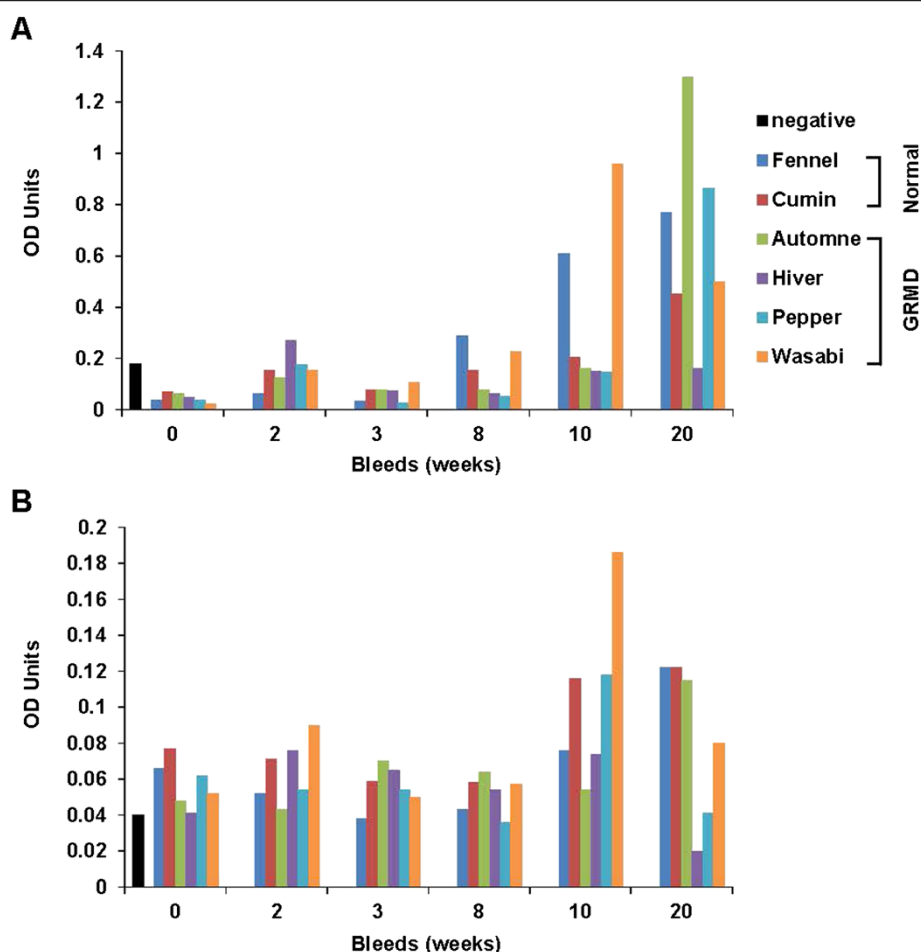 A
1.4
1.2
1
0.8
0.6
0.4
0.2
0
OD Units
0 2 3 8 10 20
Bleeds (weeks)
negative
Fennel
Cumin
Automne
Hiver
Pepper
Wasabi
Normal
GRMD
B
0.2
0.18
0.16
0.14
0.12
0.1
0.08
0.06
0.04
0.02
0
OD Units
0 2 3 8 10 20
Bleeds (weeks)